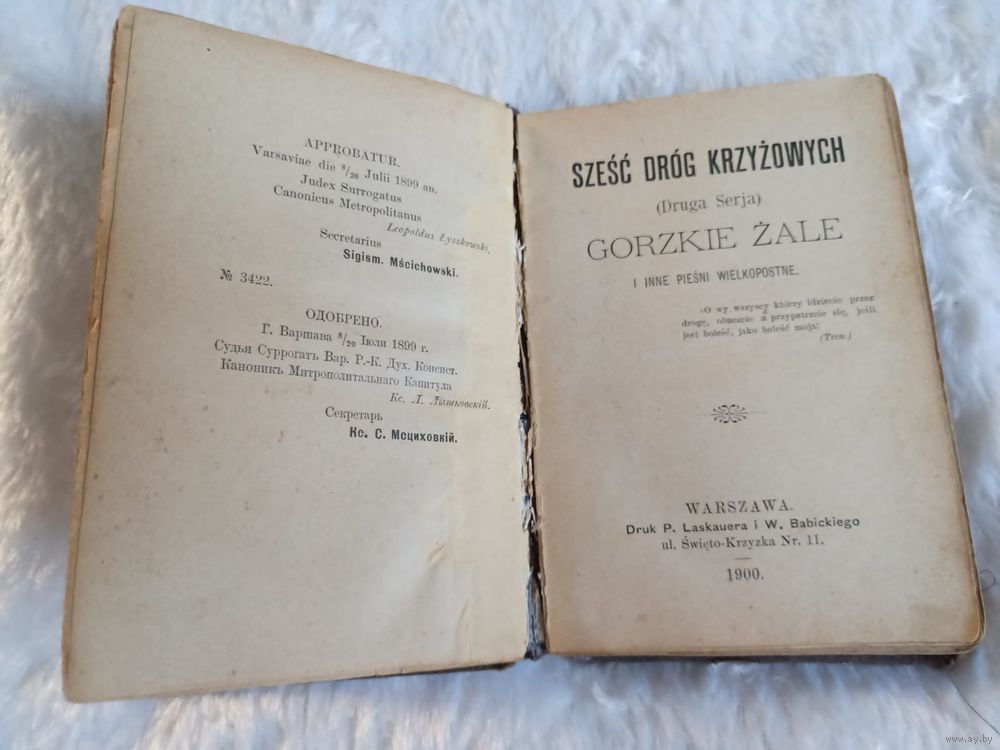 APPROBATUR.
Varsaviae die 8/20 Julii 1899 an.
Judex Surrogatus
Canonicus Metropolitanus
Leopoldus Łyszkowski.
Secretarius
Sigism. Mścichowski.
№ 3422.
ОДОБРЕНО.
Г. Варшава 8/20 Іюля 1899 г.
Судья Суррогатъ Вар. Р.-К. Дух. Консист.
Каноникъ Митрополитальнаго Капитула
Кс. Л. Лышковскій.
Секретарь
Кс. С. Мсциховкій.
SZEŚĆ DRÓG KRZYŻOWYCH
(Druga Serja)
GORZKIE ŻALE
I INNE PIEŚNI WIELKOPOSTNE.
„O wy wszyscy którzy idziecie przez
drogę, obaczcie a przypatrzcie się, jeśli
jest boleść, jako boleść moja!
(Tren.)
WARSZAWA.
Druk P. Laskauera i W. Babickiego
ul. Święto-Krzyzka Nr. 11.
1900.
www.ay.by